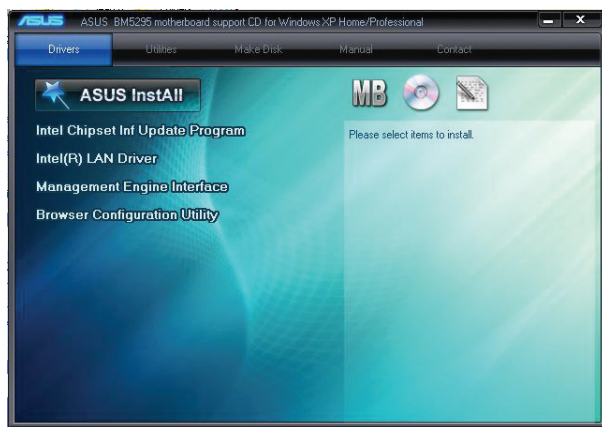 ASUS BM5295 motherboard support CD for Windows XP Home/Professional
Drivers Utilities Make Disk Manual Contact
ASUS InstAll
MB
Intel Chipset Inf Update Program
Please select items to install.
Intel(R) LAN Driver
Management Engine Interface
Browser Configuration Utility